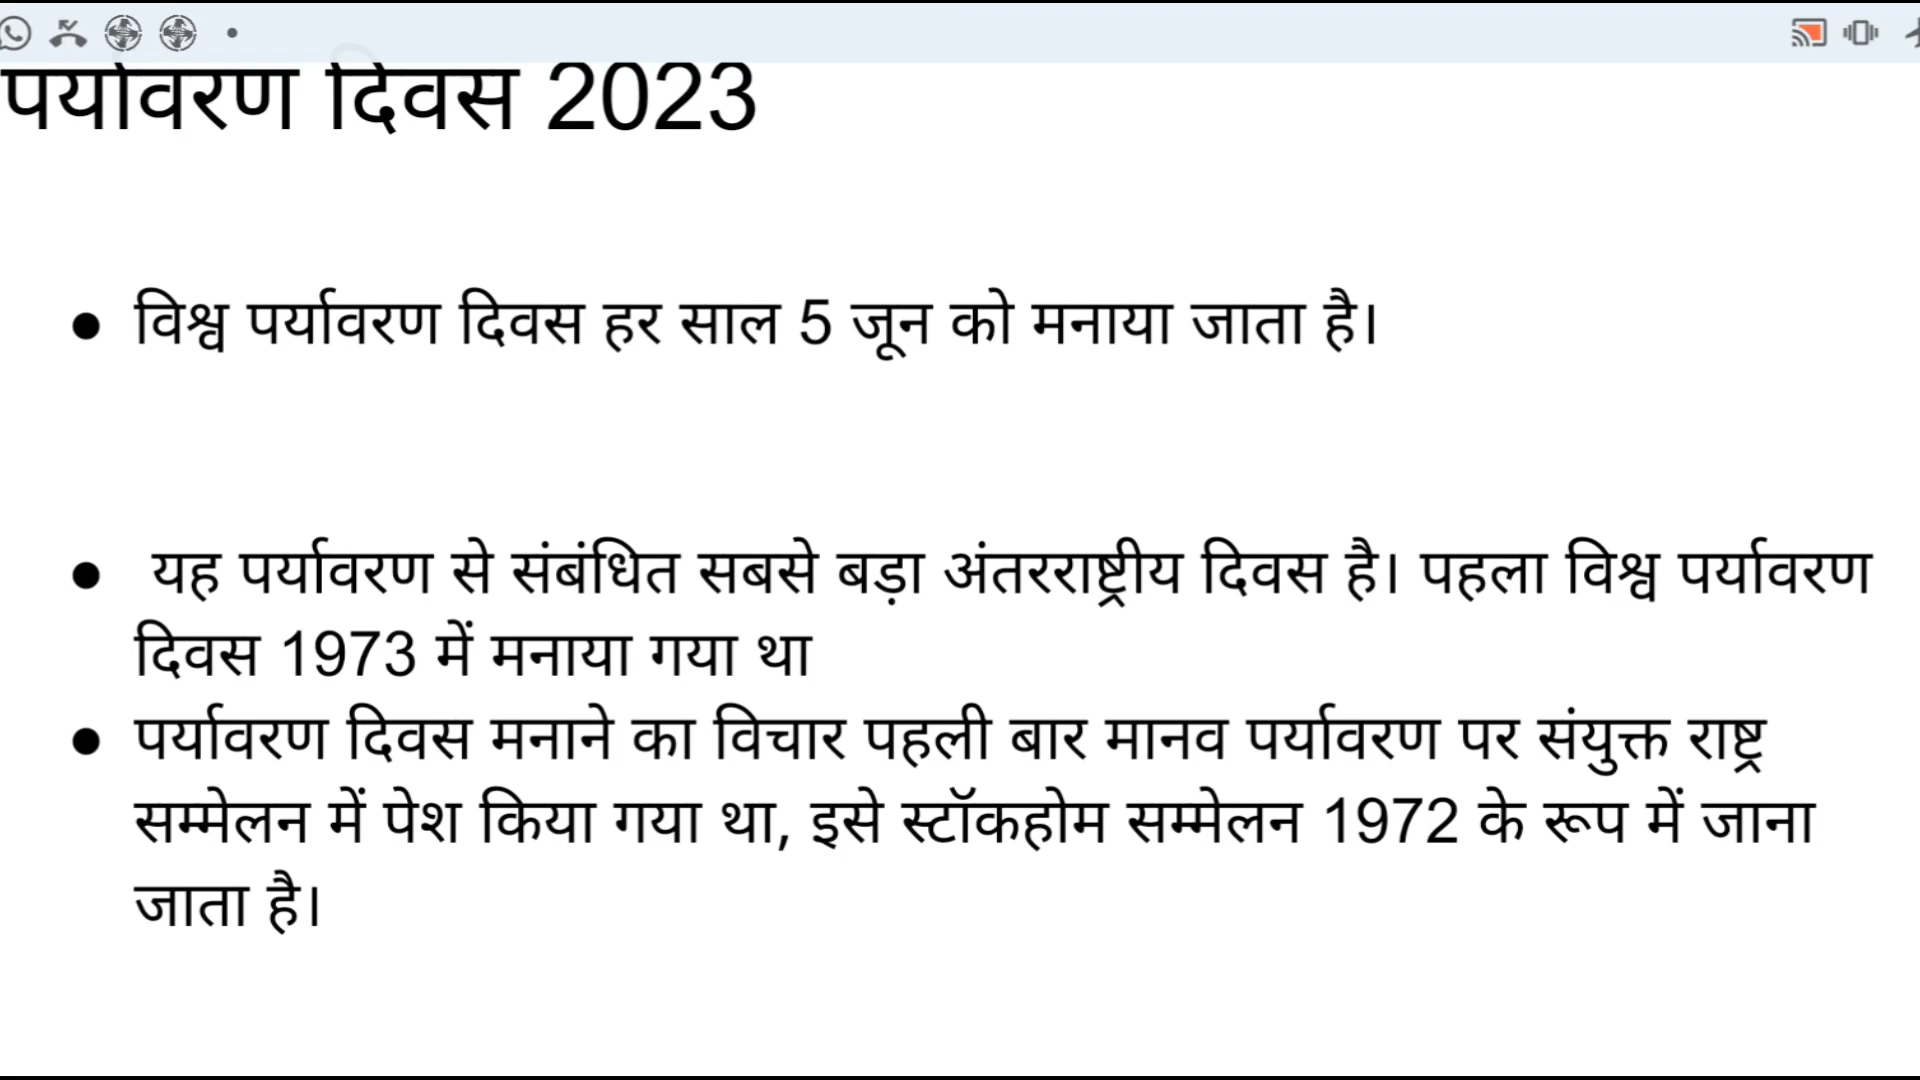 पर्यावरण दिवस 2023
● विश्व पर्यावरण दिवस हर साल 5 जून को मनाया जाता है।
● यह पर्यावरण से संबंधित सबसे बड़ा अंतरराष्ट्रीय दिवस है। पहला विश्व पर्यावरण
दिवस 1973 में मनाया गया था
● पर्यावरण दिवस मनाने का विचार पहली बार मानव पर्यावरण पर संयुक्त राष्ट्र
सम्मेलन में पेश किया गया था, इसे स्टॉकहोम सम्मेलन 1972 के रूप में जाना
जाता है।